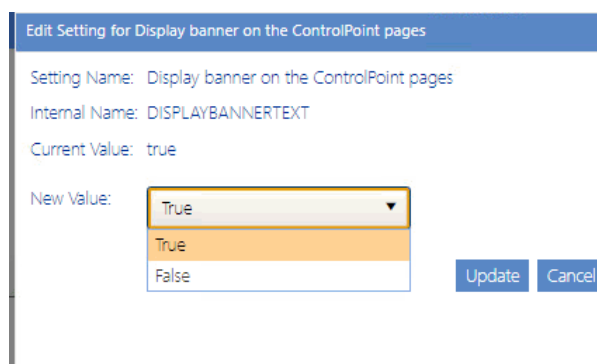 Edit Setting for Display banner on the ControlPoint pages
Setting Name: Display banner on the ControlPoint pages
Internal Name: DISPLAYBANNERTEXT
Current Value: true
New Value: True
True
False
Update Cancel